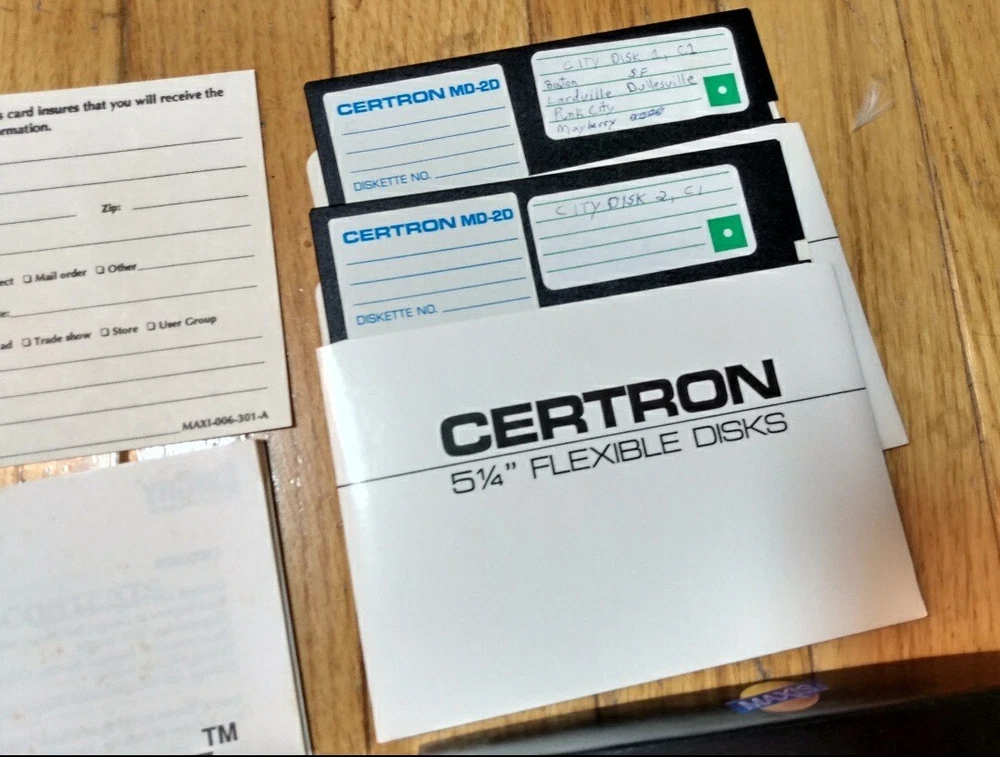 s card insures that you will receive the
rmation.
Zip:
ect Mail order Other
e:
ad Trade show Store User Group
MAXI-006-301-A
TM
CERTRON MD-2D
DISKETTE NO.
CITY DISK 1, C1
Boston SF
Lardville Dullesville
Punk City
Mayberry
CERTRON MD-2D
DISKETTE NO.
CITY DISK 2, C1
CERTRON
5¼" FLEXIBLE DISKS
MAXIS